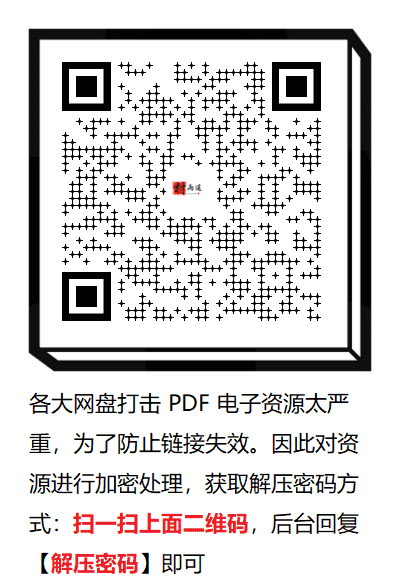 各大网盘打击 PDF 电子资源太严
重，为了防止链接失效。因此对资
源进行加密处理，获取解压密码方
式：扫一扫上面二维码，后台回复
【解压密码】即可